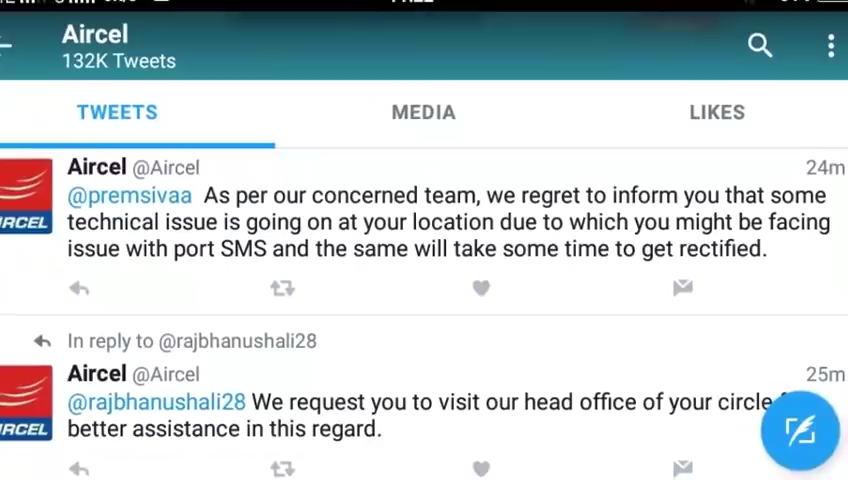 Aircel
132K Tweets
TWEETS MEDIA LIKES
Aircel @Aircel 24m
@premsivaa As per our concerned team, we regret to inform you that some
technical issue is going on at your location due to which you might be facing
issue with port SMS and the same will take some time to get rectified.
IRCEL
In reply to @rajbhanushali28
Aircel @Aircel 25m
@rajbhanushali28 We request you to visit our head office of your circle
better assistance in this regard.
IRCEL